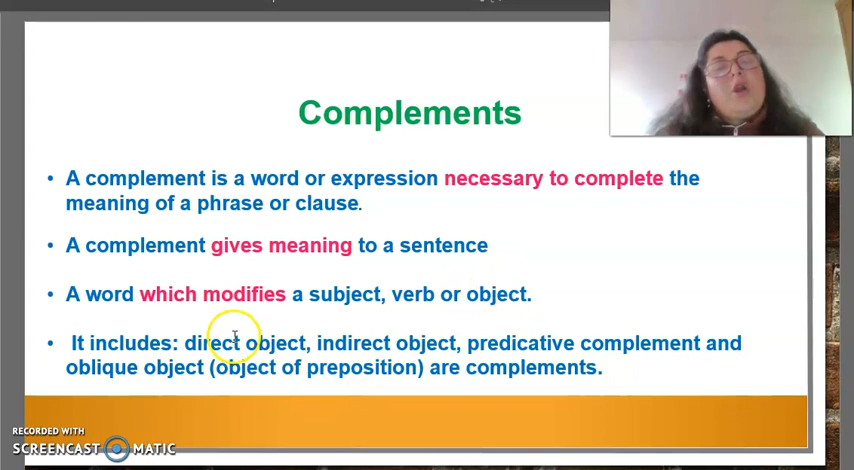 Complements
• A complement is a word or expression necessary to complete the
meaning of a phrase or clause.
• A complement gives meaning to a sentence
• A word which modifies a subject, verb or object.
• It includes: direct object, indirect object, predicative complement and
oblique object (object of preposition) are complements.
RECORDED WITH
SCREENCAST MATIC